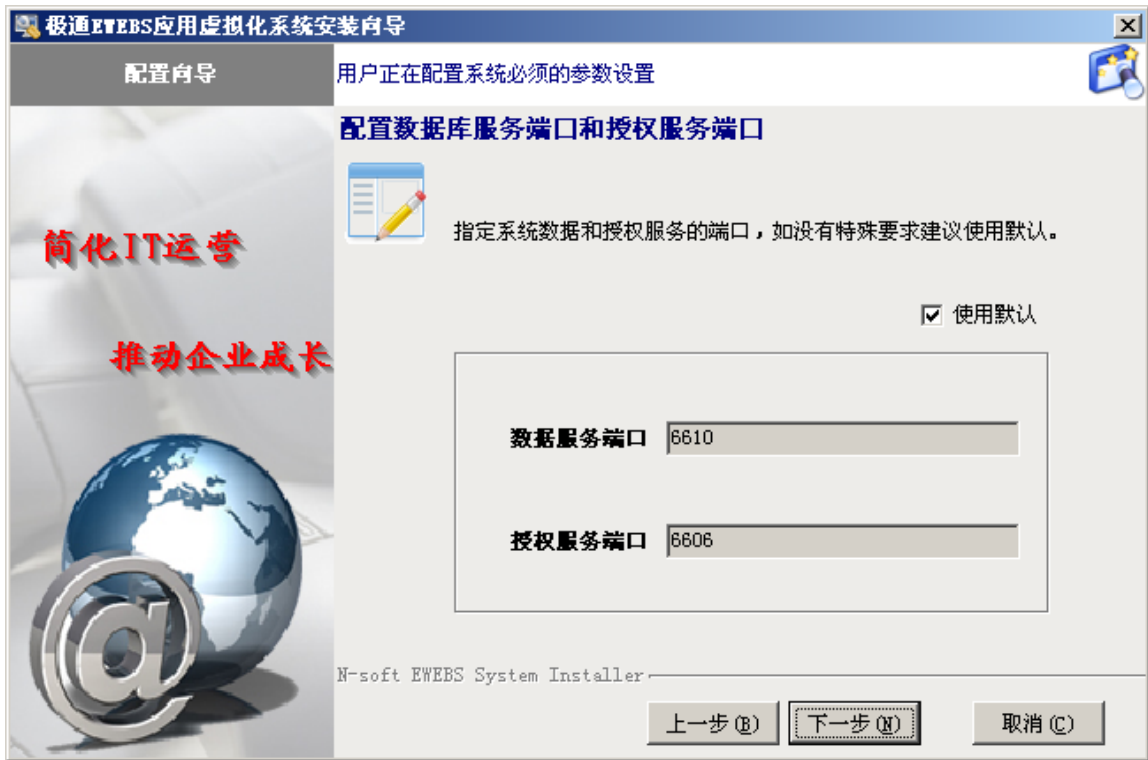 极通EWEBS应用虚拟化系统安装向导
配置向导
用户正在配置系统必须的参数设置
配置数据库服务端口和授权服务端口
简化IT运营
推动企业成长
指定系统数据和授权服务的端口，如没有特殊要求建议使用默认。
使用默认
数据服务端口 6610
授权服务端口 6606
N-soft EWEBS System Installer
上一步(B) 下一步(N) 取消(C)